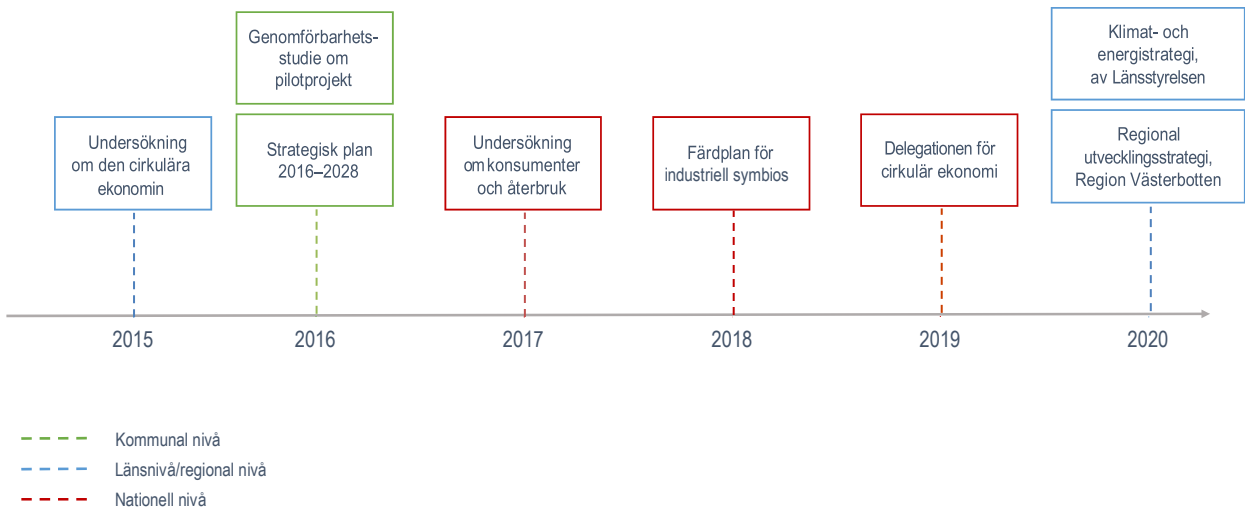 Genomförbarhets-
studie om
pilotprojekt
Klimat- och
energistrategi,
av Länsstyrelsen
Undersökning
om den cirkulära
ekonomin
Strategisk plan
2016–2028
Undersökning
om konsumenter
och återbruk
Färdplan för
industriell symbios
Delegationen för
cirkulär ekonomi
Regional
utvecklingsstrategi,
Region Västerbotten
2015
2016
2017
2018
2019
2020
Kommunal nivå
Länsnivå/regional nivå
Nationell nivå